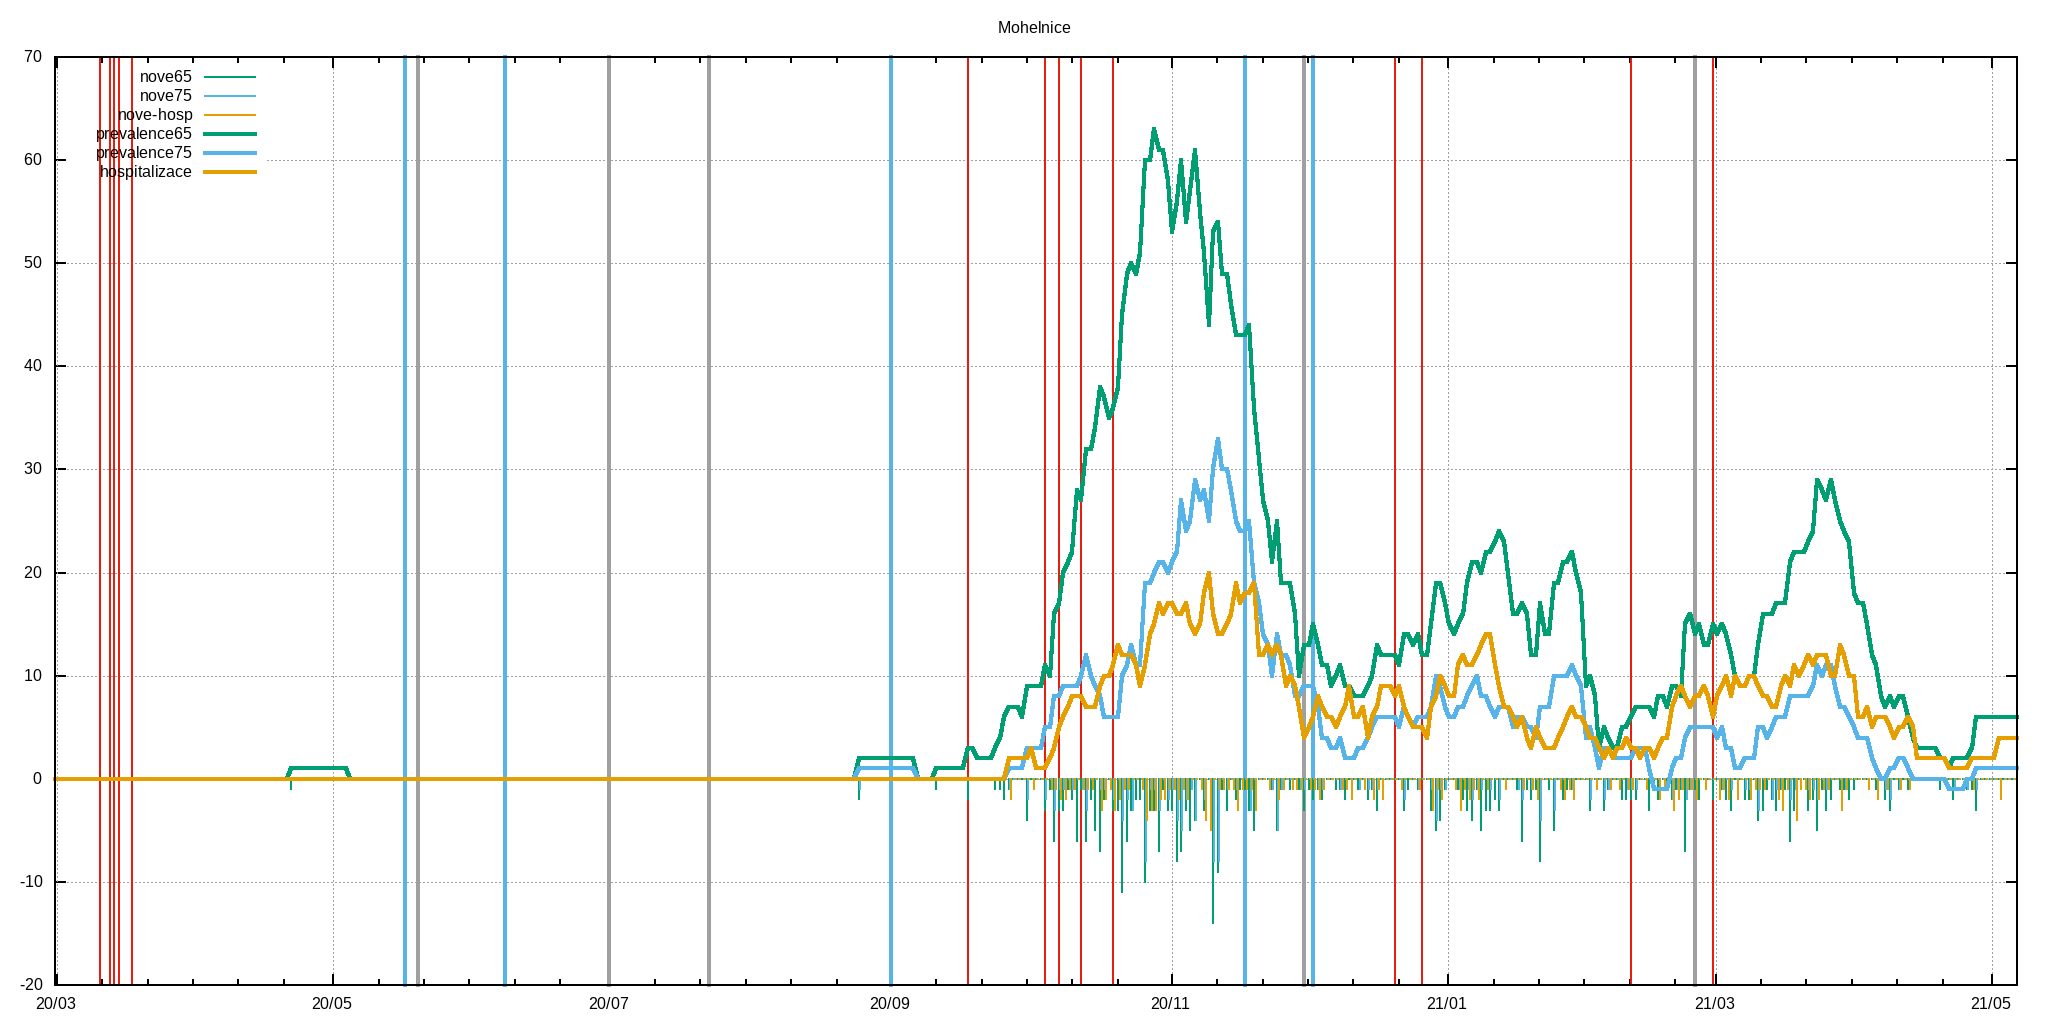 Mohelnice
70
nove65
nove75
nove-hosp
prevalence65
60
prevalence75
hospitalizace
50
40
30
20
10
0
-10
-20
20/03 20/05 20/07 20/09 20/11 21/01 21/03 21/05